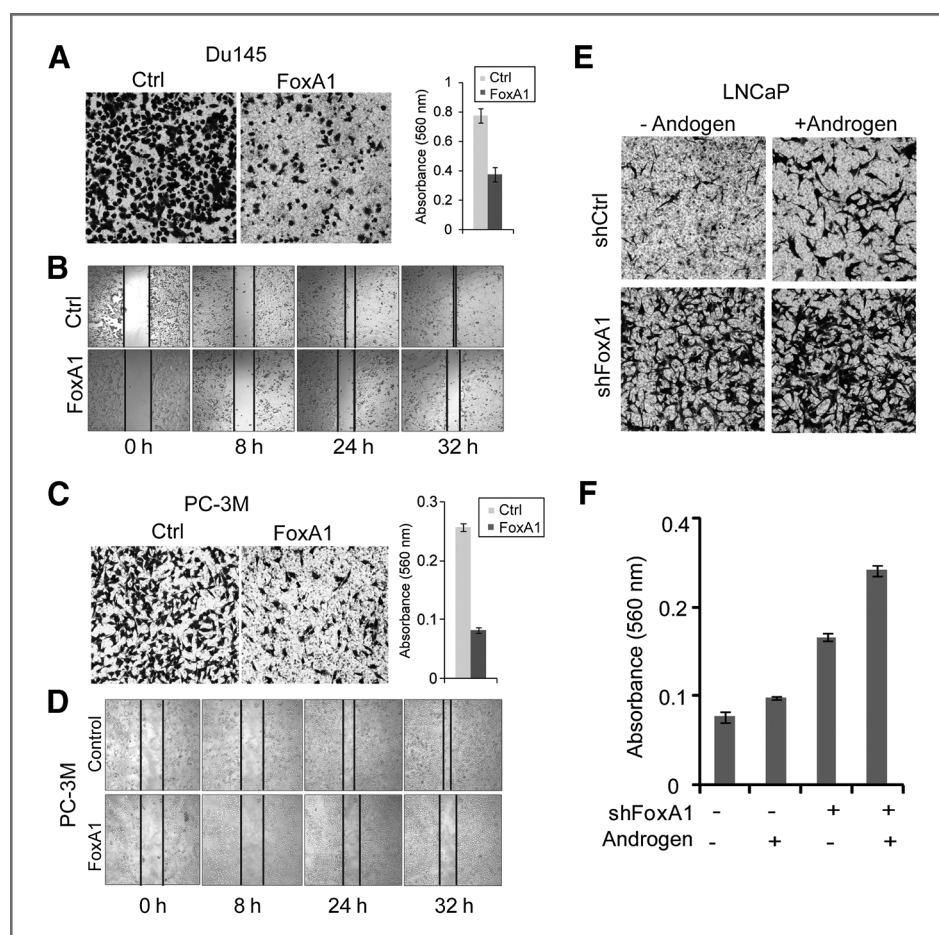 A
Du145
Ctrl FoxA1
Absorbance (560 nm)
1
0.8
0.6
0.4
0.2
0
Ctrl
FoxA1
B
Ctrl
FoxA1
0 h 8 h 24 h 32 h
C
PC-3M
Ctrl FoxA1
Absorbance (560 nm)
0.3
0.2
0.1
0
Ctrl
FoxA1
D
PC-3M
Control
FoxA1
0 h 8 h 24 h 32 h
E
LNCaP
- Andogen +Androgen
shCtrl
shFoxA1
F
Absorbance (560 nm)
0.4
0.2
0.1
0
shFoxA1 - - + +
Androgen - + - +